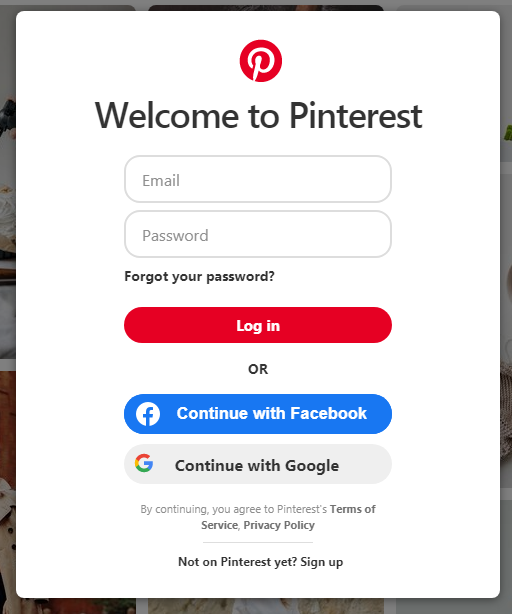 Welcome to Pinterest
Email
Password
Forgot your password?
Log in
OR
Continue with Facebook
Continue with Google
By continuing, you agree to Pinterest's Terms of
Service, Privacy Policy
Not on Pinterest yet? Sign up